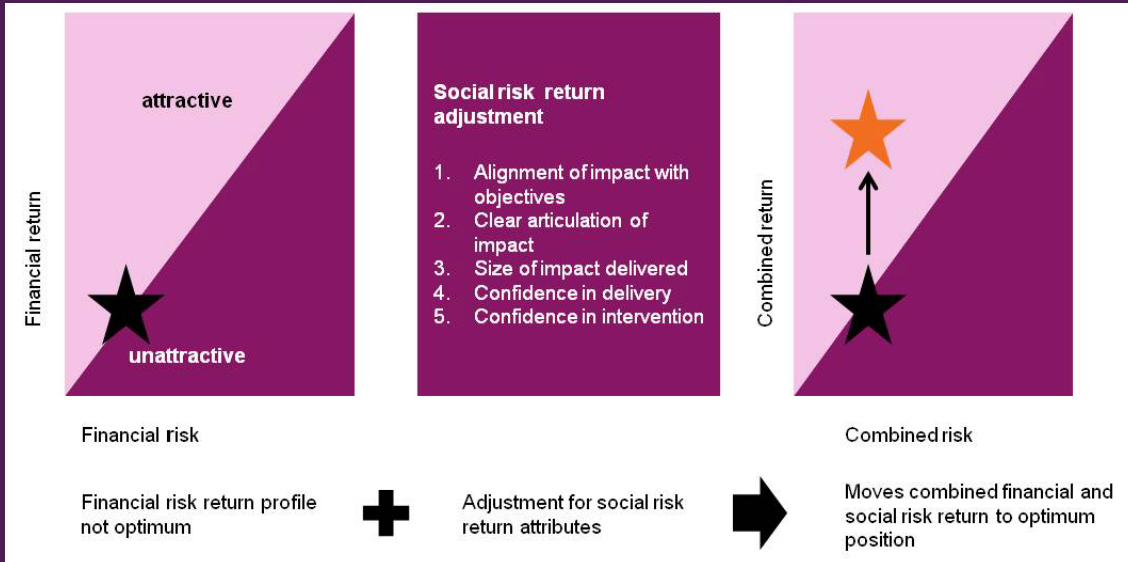 attractive
unattractive
Financial return
Financial risk
Financial risk return profile
not optimum
Social risk return
adjustment
1. Alignment of impact with
objectives
2. Clear articulation of
impact
3. Size of impact delivered
4. Confidence in delivery
5. Confidence in intervention
Adjustment for social risk
return attributes
Combined return
Combined risk
Moves combined financial and
social risk return to optimum
position